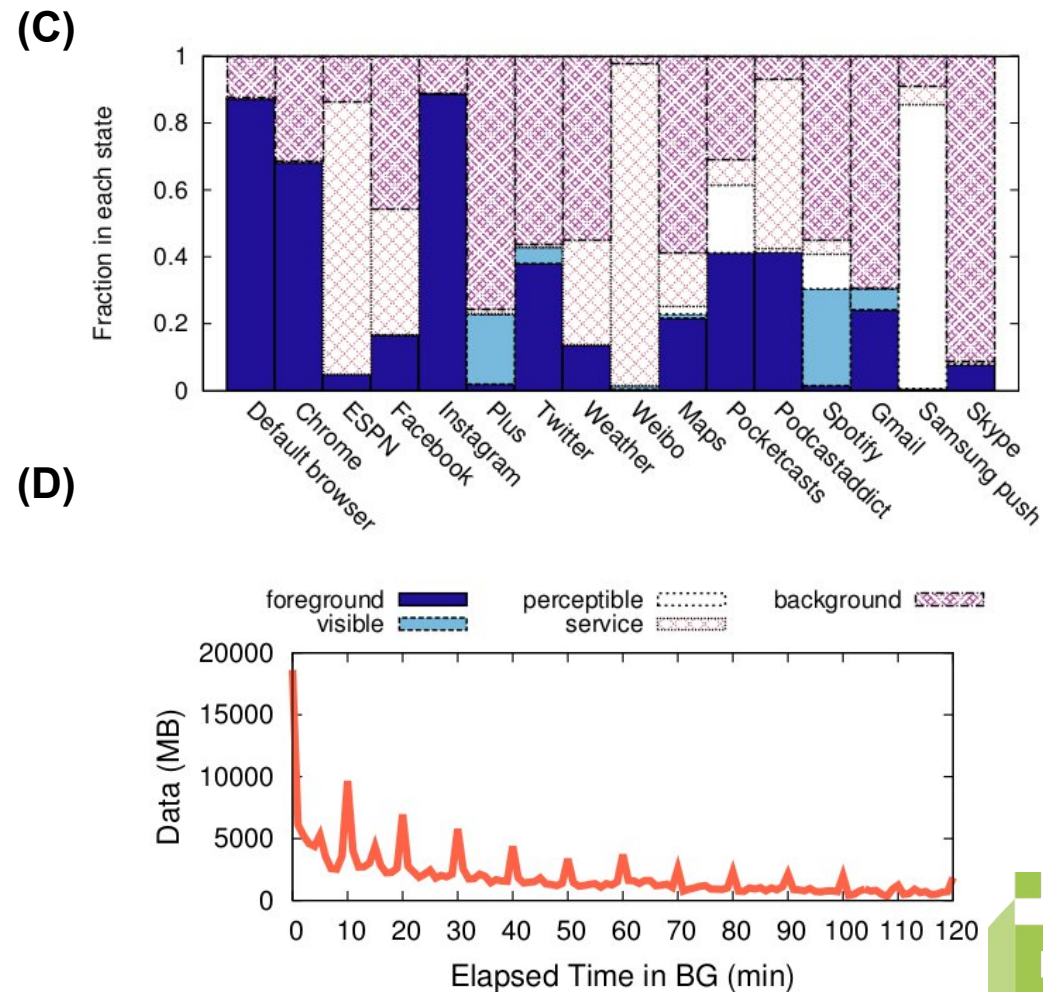 (C)
1
0.8
0.6
0.4
0.2
0
Fraction in each state
Default browser
Chrome
ESPN
Facebook
Instagram
Plus
Twitter
Weather
Weibo
Maps
Pocketcasts
Podcastaddict
Spotify
Gmail
Samsung push
Skype
(D)
foreground perceptible background
visible service
20000
15000
10000
5000
0
Data (MB)
0 10 20 30 40 50 60 70 80 90 100 110 120
Elapsed Time in BG (min)